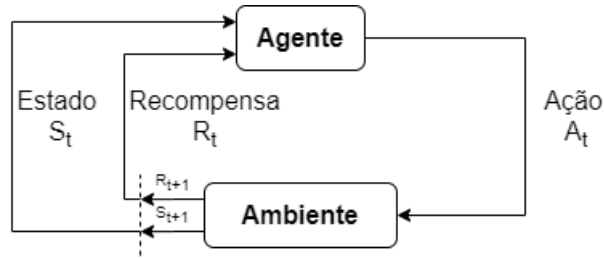 Agente
Estado
St
Recompensa
Rt
Ação
At
Rt+1
St+1
Ambiente